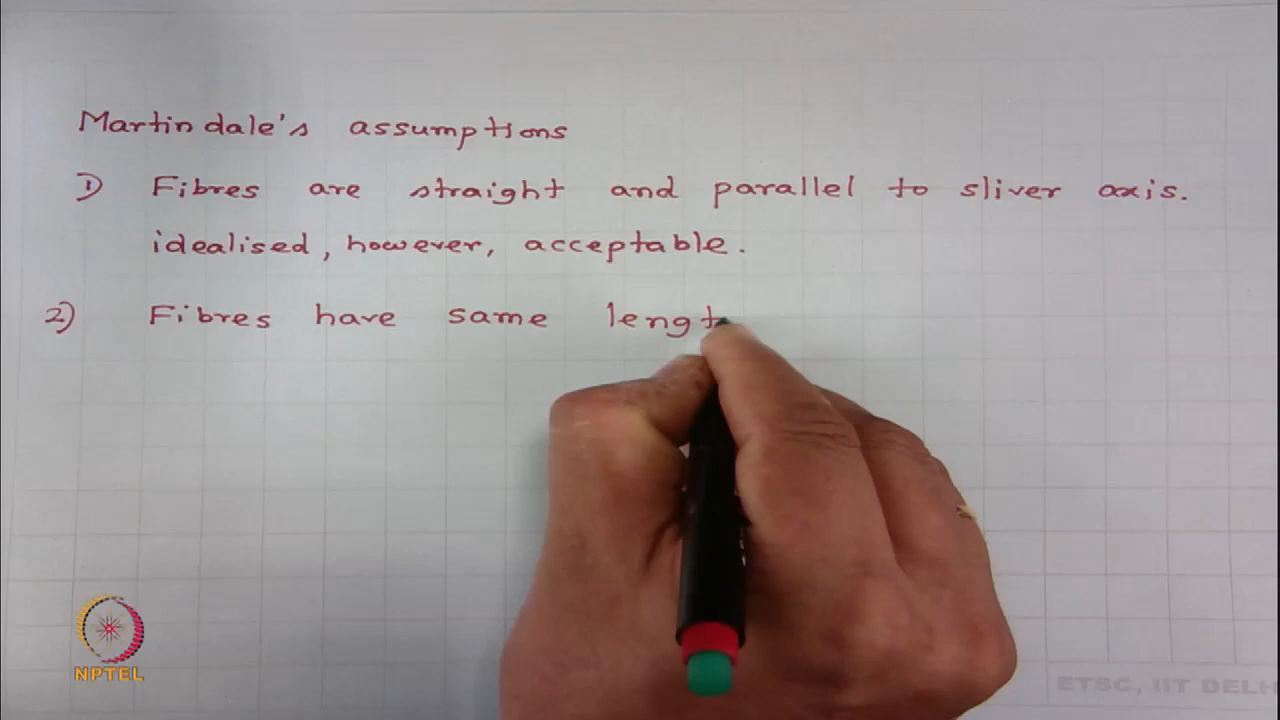 Martindale's assumptions
1) Fibres are straight and parallel to sliver axis.
idealised, however, acceptable.
2) Fibres have same lengt
NPTEL
ETSC, IIT DELH